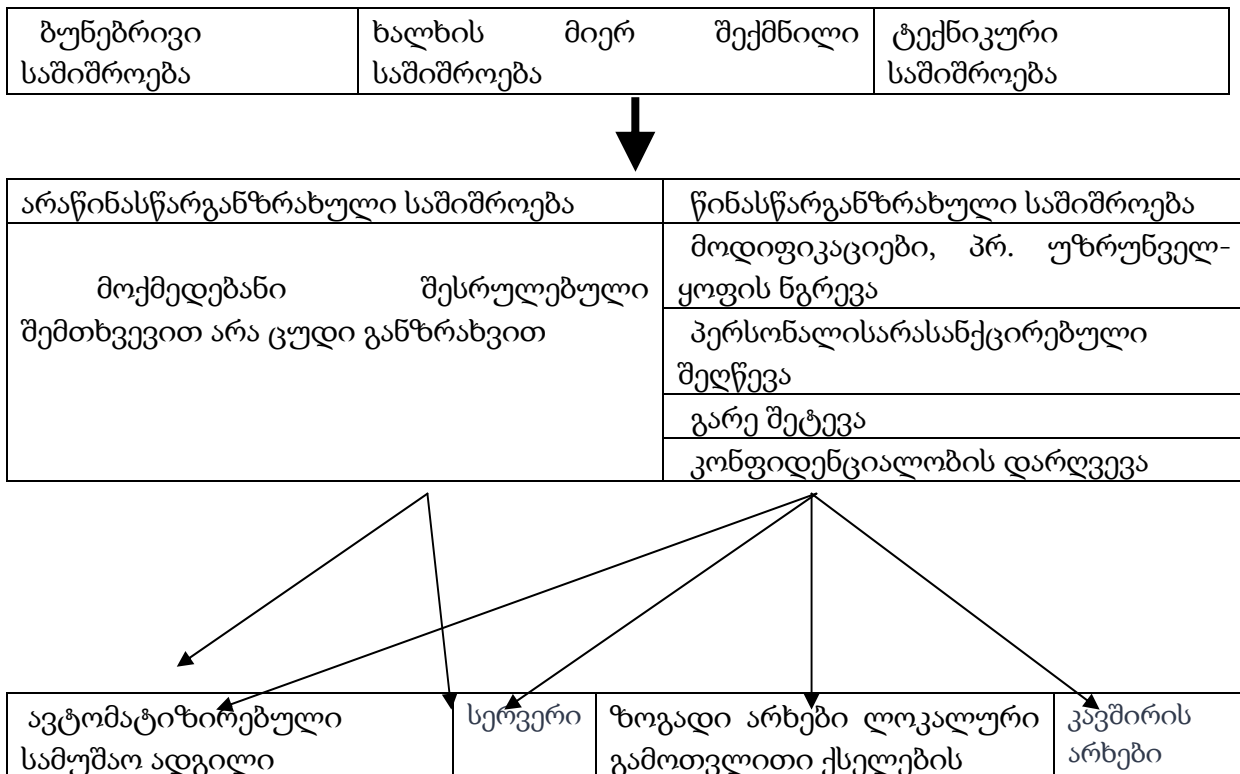 ბუნებრივი
საშიშროება
ხალხის მიერ შექმნილი
საშიშროება
ტექნიკური
საშიშროება
არაწინასწარგანზრახული საშიშროება
მოქმედებანი შესრულებული
შემთხვევით არა ცუდი განზრახვით
წინასწარგანზრახული საშიშროება
მოდიფიკაციები, პრ. უზრუნველ-
ყოფის ნგრევა
პერსონალისარასანქცირებული
შეღწევა
გარე შეტევა
კონფიდენციალობის დარღვევა
ავტომატიზირებული
სამუშაო ადგილი
სერვერი
ზოგადი არხები ლოკალური
გამოთვლითი ქსელების
კავშირის
არხები